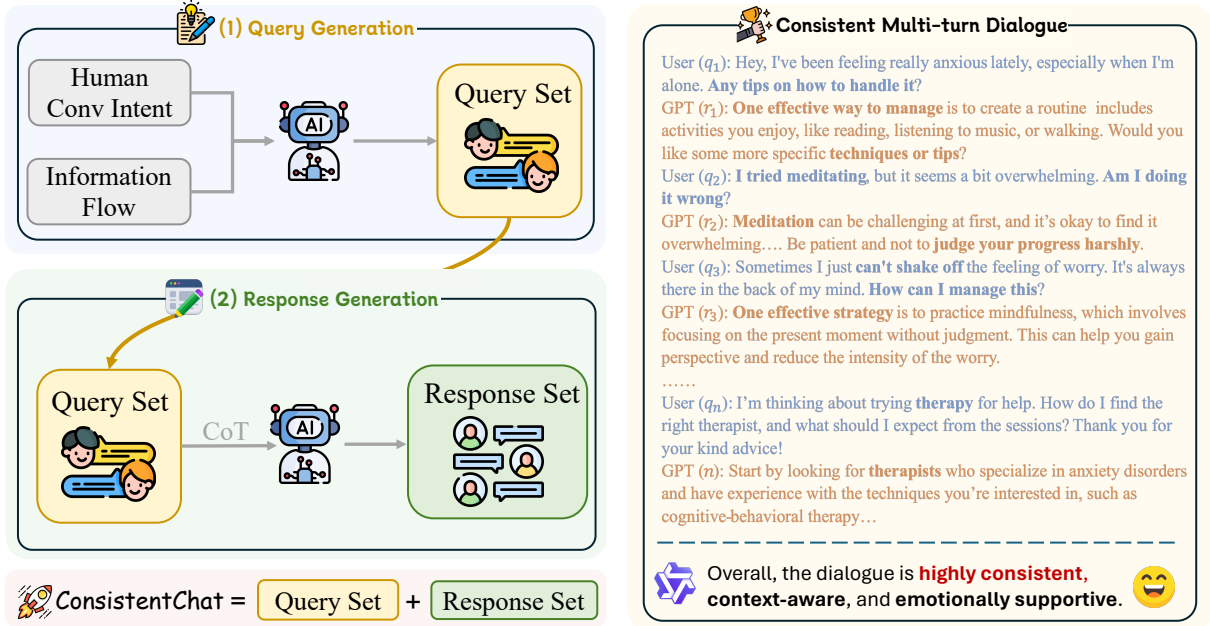 (1) Query Generation
Human
Conv Intent
Information
Flow
AI
Query Set
(2) Response Generation
Query Set
CoT
AI
Response Set
ConsistentChat = Query Set + Response Set
Consistent Multi-turn Dialogue
User (q1): Hey, I've been feeling really anxious lately, especially when I'm
alone. Any tips on how to handle it?
GPT (r1): One effective way to manage is to create a routine includes
activities you enjoy, like reading, listening to music, or walking. Would you
like some more specific techniques or tips?
User (q2): I tried meditating, but it seems a bit overwhelming. Am I doing
it wrong?
GPT (r2): Meditation can be challenging at first, and it's okay to find it
overwhelming…. Be patient and not to judge your progress harshly.
User (q3): Sometimes I just can't shake off the feeling of worry. It's always
there in the back of my mind. How can I manage this?
GPT (r3): One effective strategy is to practice mindfulness, which involves
focusing on the present moment without judgment. This can help you gain
perspective and reduce the intensity of the worry.
……
User (qn): I'm thinking about trying therapy for help. How do I find the
right therapist, and what should I expect from the sessions? Thank you for
your kind advice!
GPT (n): Start by looking for therapists who specialize in anxiety disorders
and have experience with the techniques you're interested in, such as
cognitive-behavioral therapy…
Overall, the dialogue is highly consistent,
context-aware, and emotionally supportive.